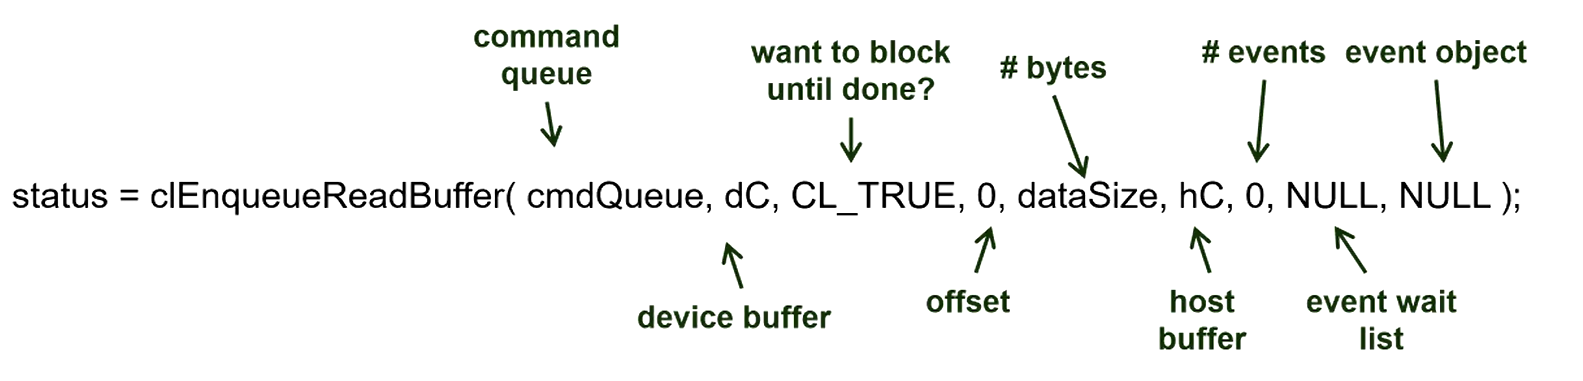 command
queue
want to block
until done?
# bytes
# events
event object
status = clEnqueueReadBuffer( cmdQueue, dC, CL_TRUE, 0, dataSize, hC, 0, NULL, NULL );
device buffer
offset
host
buffer
event wait
list